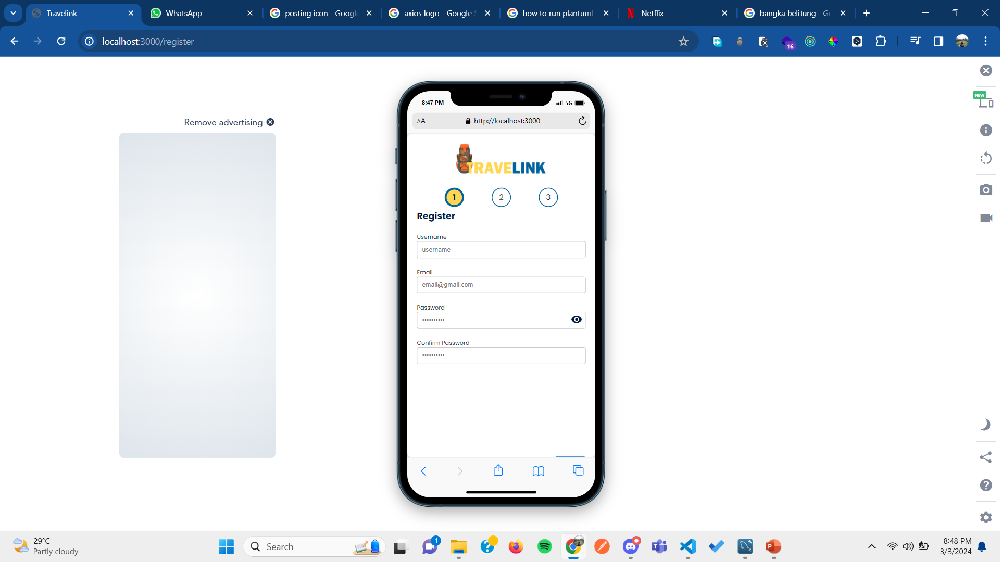 Travelink
WhatsApp
posting icon - Google
axios logo - Google S
how to run plantuml
Netflix
bangka belitung - Go
localhost:3000/register
16
NEW
Remove advertising
8:47 PM
5G
AA
http://localhost:3000
TRAVELINK
1
2
3
Register
Username
username
Email
email@gmail.com
Password
••••••••••
Confirm Password
••••••••••
29°C
Partly cloudy
Search
1
8:48 PM
3/3/2024